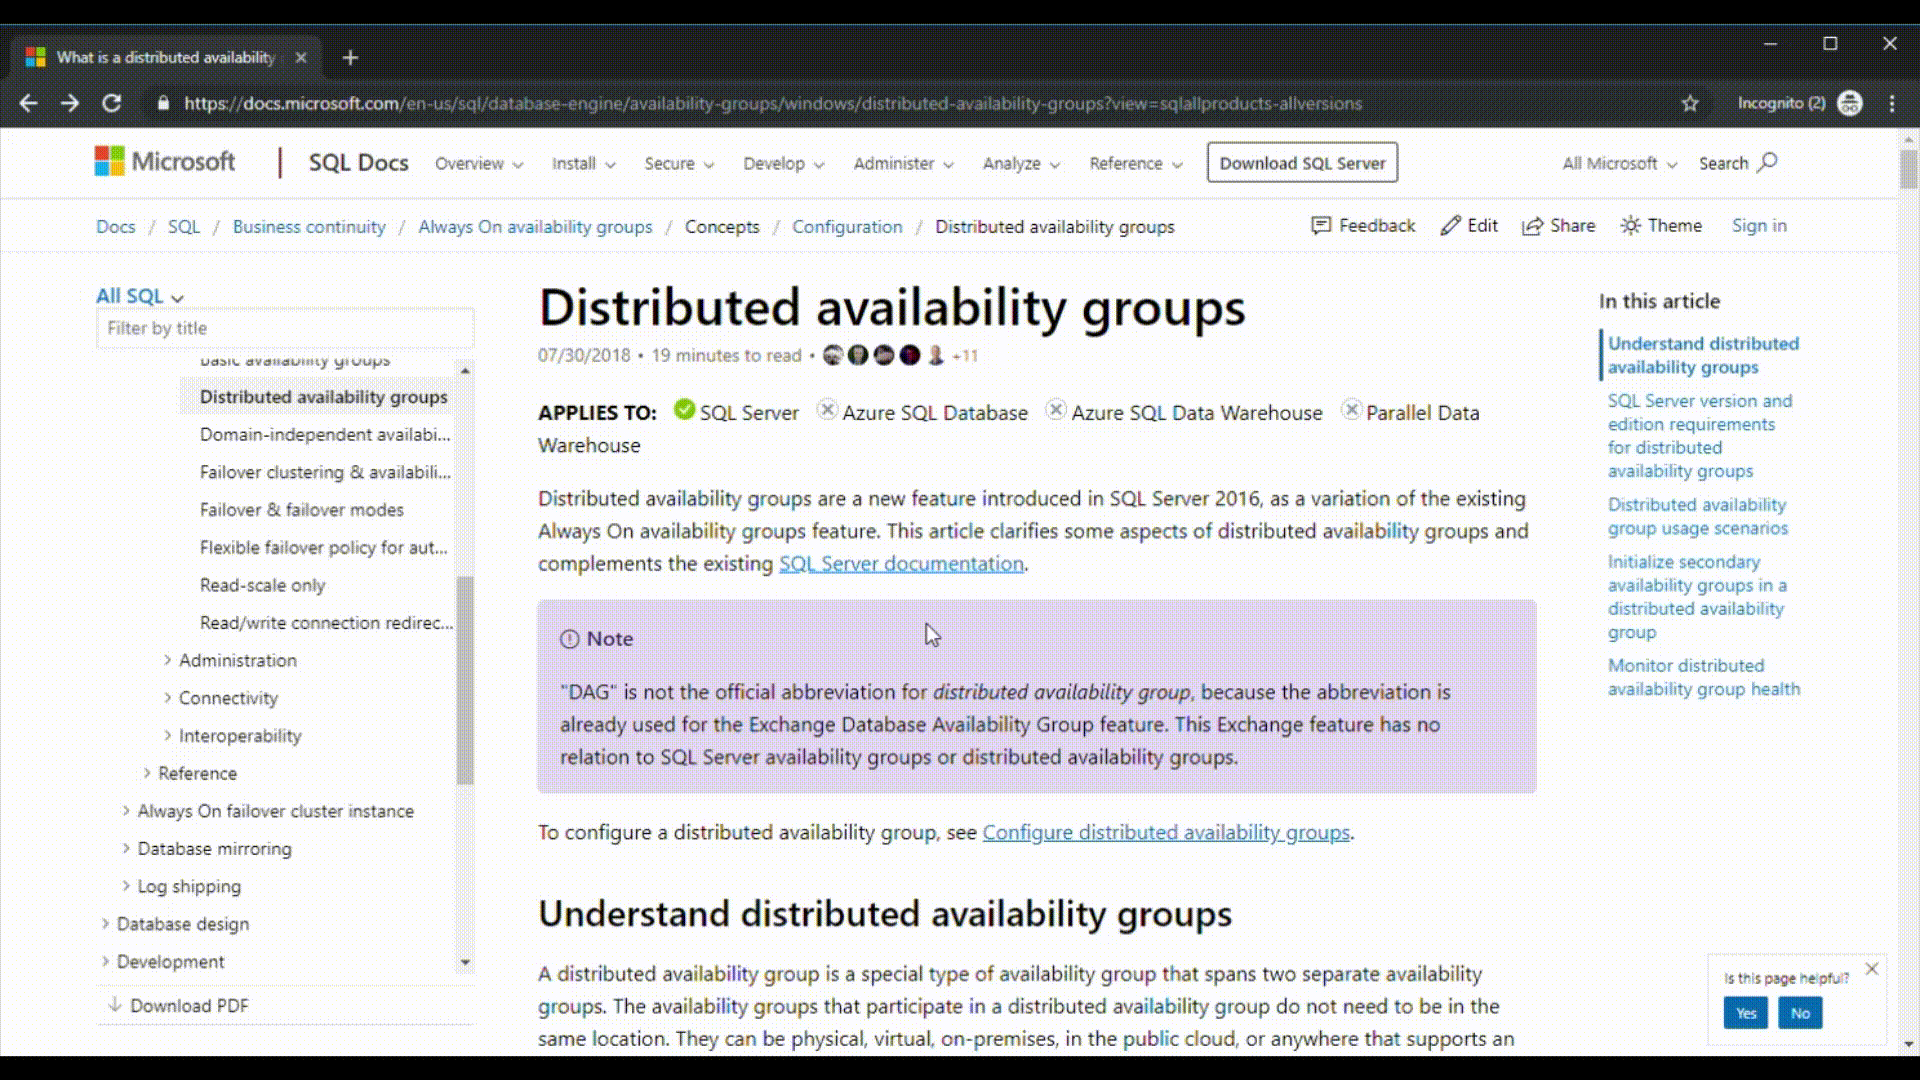 What is a distributed availability
https://docs.microsoft.com/en-us/sql/database-engine/availability-groups/windows/distributed-availability-groups?view=sqlallproducts-allversions
Incognito (2)
Microsoft
SQL Docs
Overview
Install
Secure
Develop
Administer
Analyze
Reference
Download SQL Server
All Microsoft
Search
Docs / SQL / Business continuity / Always On availability groups / Concepts / Configuration / Distributed availability groups
Feedback
Edit
Share
Theme
Sign in
All SQL
Filter by title
Basic availability groups
Distributed availability groups
Domain-independent availabi...
Failover clustering & availabili...
Failover & failover modes
Flexible failover policy for aut...
Read-scale only
Read/write connection redirec...
Administration
Connectivity
Interoperability
Reference
Always On failover cluster instance
Database mirroring
Log shipping
Database design
Development
Download PDF
Distributed availability groups
07/30/2018 • 19 minutes to read • +11
APPLIES TO: SQL Server Azure SQL Database Azure SQL Data Warehouse Parallel Data
Warehouse
Distributed availability groups are a new feature introduced in SQL Server 2016, as a variation of the existing
Always On availability groups feature. This article clarifies some aspects of distributed availability groups and
complements the existing SQL Server documentation.
Note
"DAG" is not the official abbreviation for distributed availability group, because the abbreviation is
already used for the Exchange Database Availability Group feature. This Exchange feature has no
relation to SQL Server availability groups or distributed availability groups.
To configure a distributed availability group, see Configure distributed availability groups.
Understand distributed availability groups
A distributed availability group is a special type of availability group that spans two separate availability
groups. The availability groups that participate in a distributed availability group do not need to be in the
same location. They can be physical, virtual, on-premises, in the public cloud, or anywhere that supports an
In this article
Understand distributed
availability groups
SQL Server version and
edition requirements
for distributed
availability groups
Distributed availability
group usage scenarios
Initialize secondary
availability groups in a
distributed availability
group
Monitor distributed
availability group health
Is this page helpful?
Yes
No